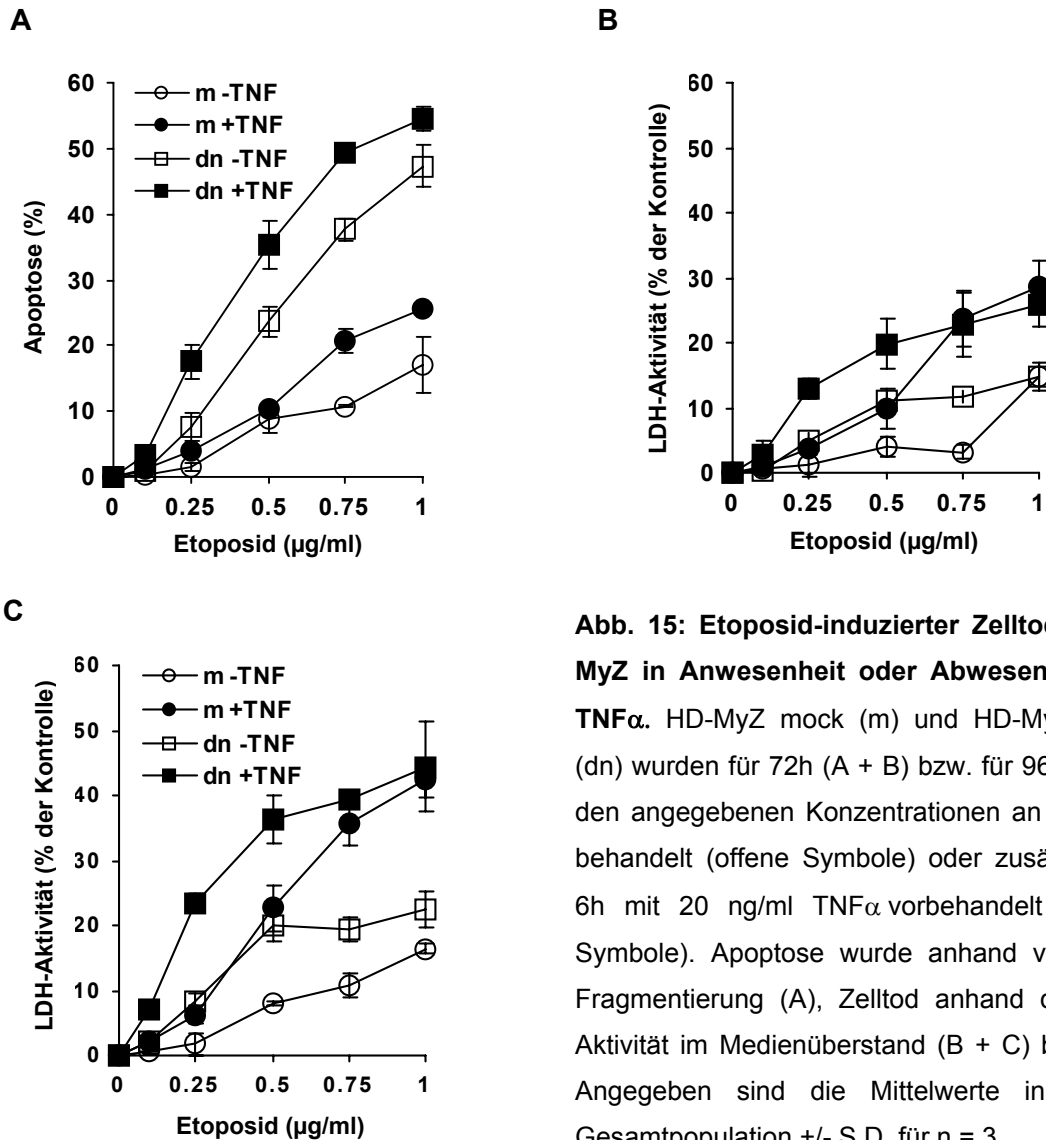 A
60
50
40
30
20
10
0
Apoptose (%)
m -TNF
m +TNF
dn -TNF
dn +TNF
0 0.25 0.5 0.75 1
Etoposid (µg/ml)
B
60
50
40
30
20
10
0
LDH-Aktivität (% der Kontrolle)
0 0.25 0.5 0.75 1
Etoposid (µg/ml)
C
60
50
40
30
20
10
0
LDH-Aktivität (% der Kontrolle)
m -TNF
m +TNF
dn -TNF
dn +TNF
0 0.25 0.5 0.75 1
Etoposid (µg/ml)
Abb. 15: Etoposid-induzierter Zelltod
MyZ in Anwesenheit oder Abwesen
TNFα. HD-MyZ mock (m) und HD-My
(dn) wurden für 72h (A + B) bzw. für 96
den angegebenen Konzentrationen an
behandelt (offene Symbole) oder zusä
6h mit 20 ng/ml TNFα vorbehandelt
Symbole). Apoptose wurde anhand v
Fragmentierung (A), Zelltod anhand d
Aktivität im Medienüberstand (B + C) b
Angegeben sind die Mittelwerte in
Gesamtpopulation +/- S.D. für n = 3